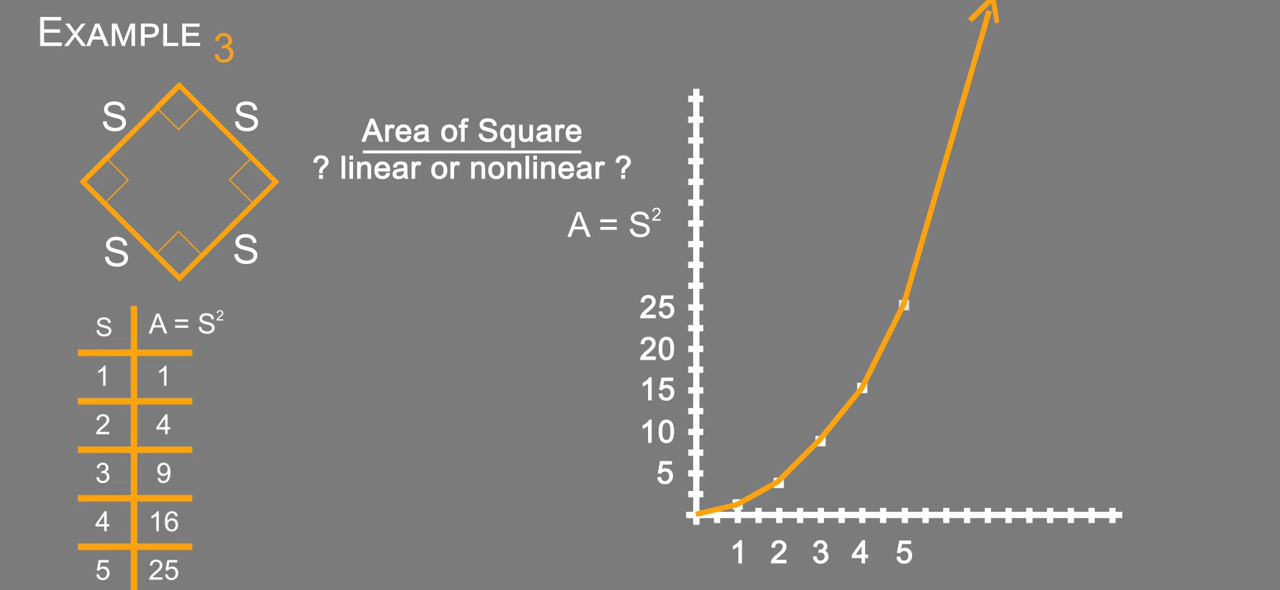 EXAMPLE 3
S S
S S
Area of Square
? linear or nonlinear ?
S A = S²
1 1
2 4
3 9
4 16
5 25
A = S²
25
20
15
10
5
1 2 3 4 5